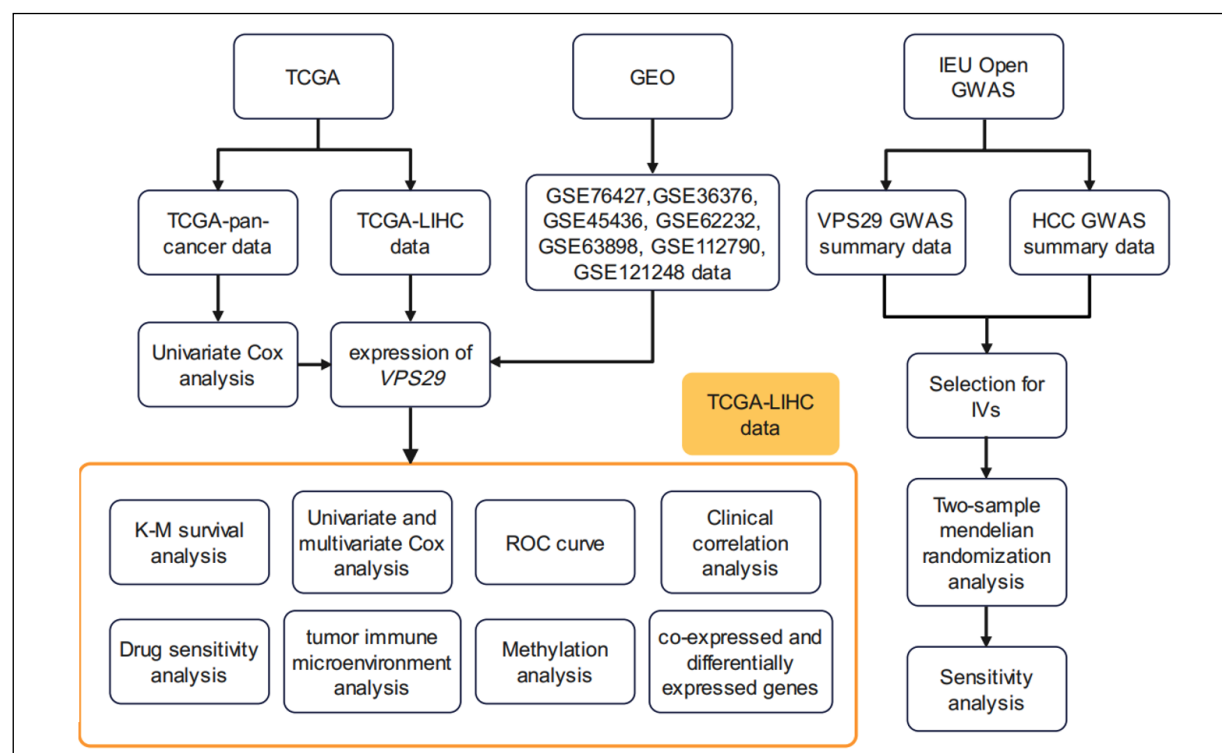 TCGA
GEO
IEU Open
GWAS
TCGA-pan-
cancer data
TCGA-LIHC
data
GSE76427,GSE36376,
GSE45436, GSE62232,
GSE63898, GSE112790,
GSE121248 data
VPS29 GWAS
summary data
HCC GWAS
summary data
Univariate Cox
analysis
expression of
VPS29
TCGA-LIHC
data
Selection for
IVs
K-M survival
analysis
Univariate and
multivariate Cox
analysis
ROC curve
Clinical
correlation
analysis
Two-sample
mendelian
randomization
analysis
Drug sensitivity
analysis
tumor immune
microenvironment
analysis
Methylation
analysis
co-expressed and
differentially
expressed genes
Sensitivity
analysis